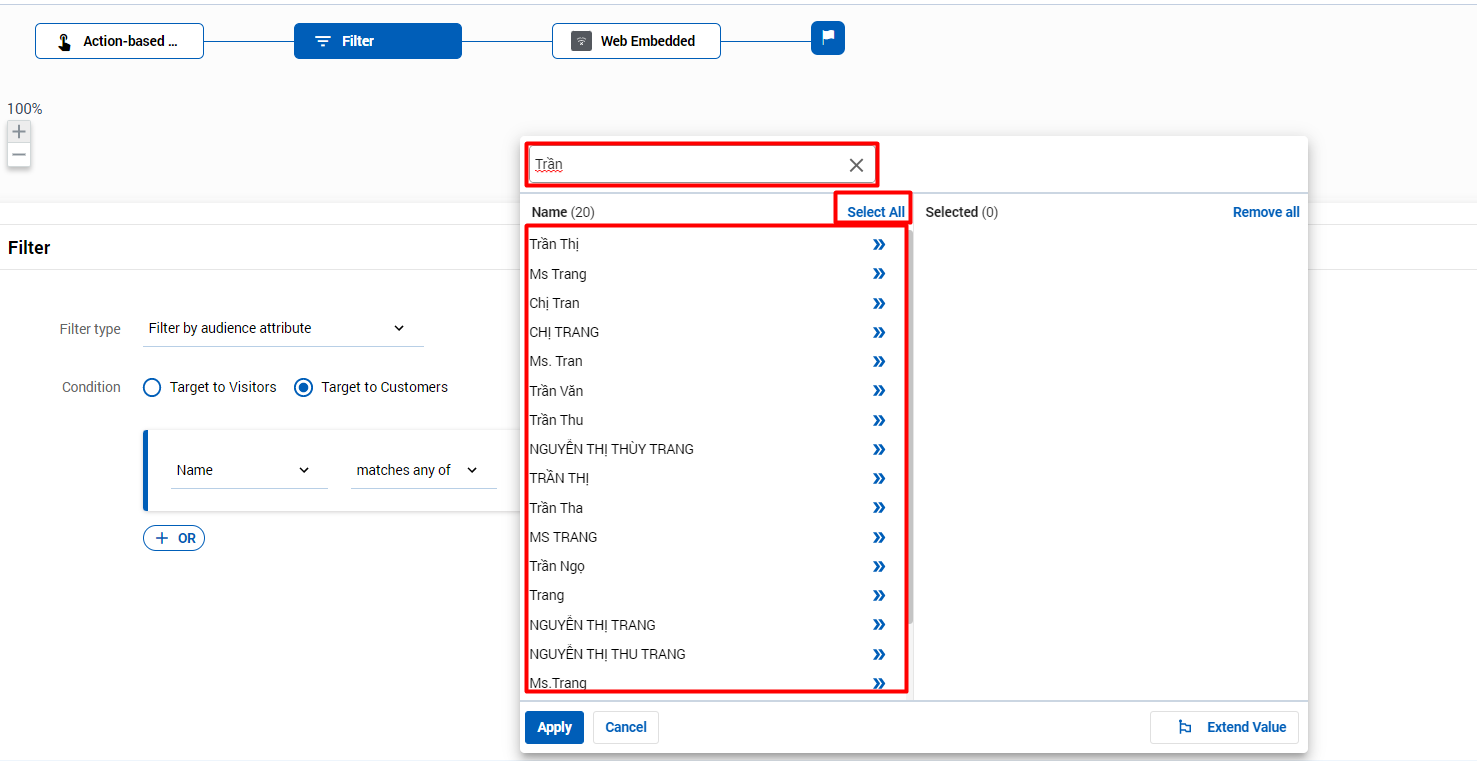 Action-based ...
Filter
Web Embedded
100%
Trần
Name (20)
Select All
Selected (0)
Remove all
Filter
Filter type
Filter by audience attribute
Condition
Target to Visitors
Target to Customers
Name
matches any of
OR
Trần Thị
Ms Trang
Chị Tran
CHỊ TRANG
Ms. Tran
Trần Văn
Trần Thu
NGUYỄN THỊ THÙY TRANG
TRẦN THỊ
Trần Tha
MS TRANG
Trần Ngọ
Trang
NGUYỄN THỊ TRANG
NGUYỄN THỊ THU TRANG
Ms.Trang
Apply
Cancel
Extend Value